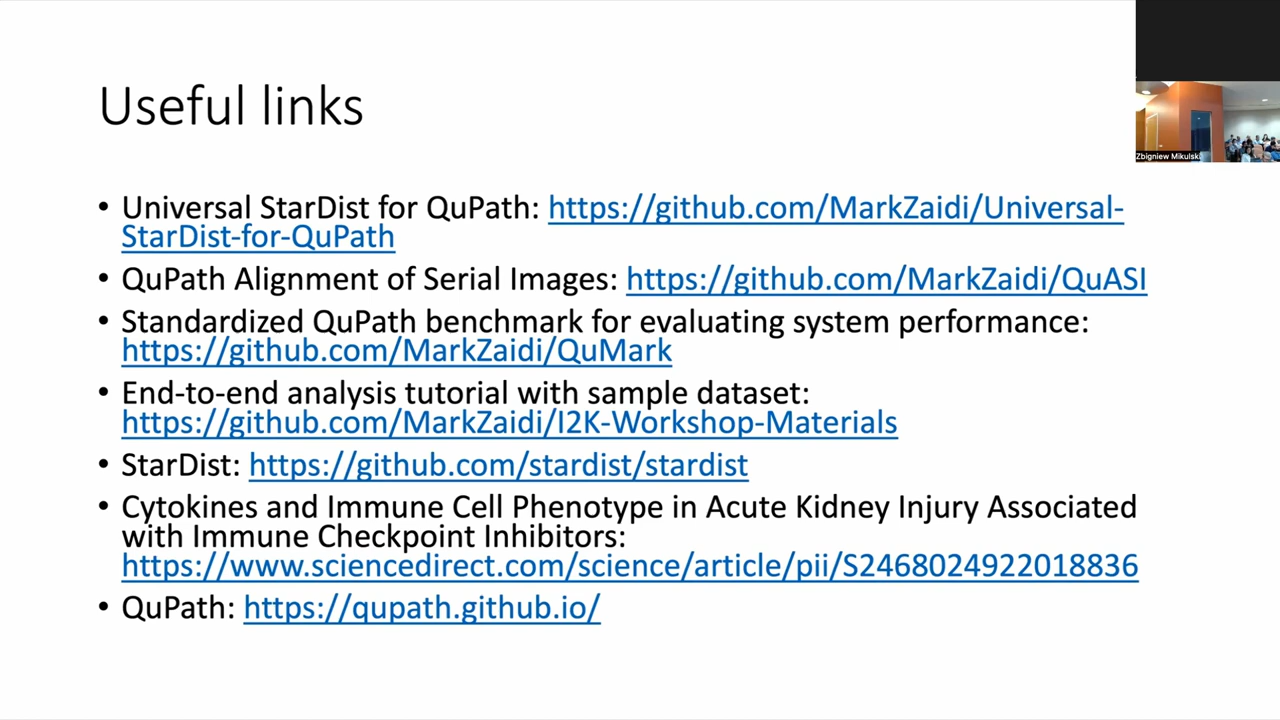 Useful links
• Universal StarDist for QuPath: https://github.com/MarkZaidi/Universal-
StarDist-for-QuPath
• QuPath Alignment of Serial Images: https://github.com/MarkZaidi/QuASI
• Standardized QuPath benchmark for evaluating system performance:
https://github.com/MarkZaidi/QuMark
• End-to-end analysis tutorial with sample dataset:
https://github.com/MarkZaidi/I2K-Workshop-Materials
• StarDist: https://github.com/stardist/stardist
• Cytokines and Immune Cell Phenotype in Acute Kidney Injury Associated
with Immune Checkpoint Inhibitors:
https://www.sciencedirect.com/science/article/pii/S2468024922018836
• QuPath: https://qupath.github.io/
Zbigniew Mikulski